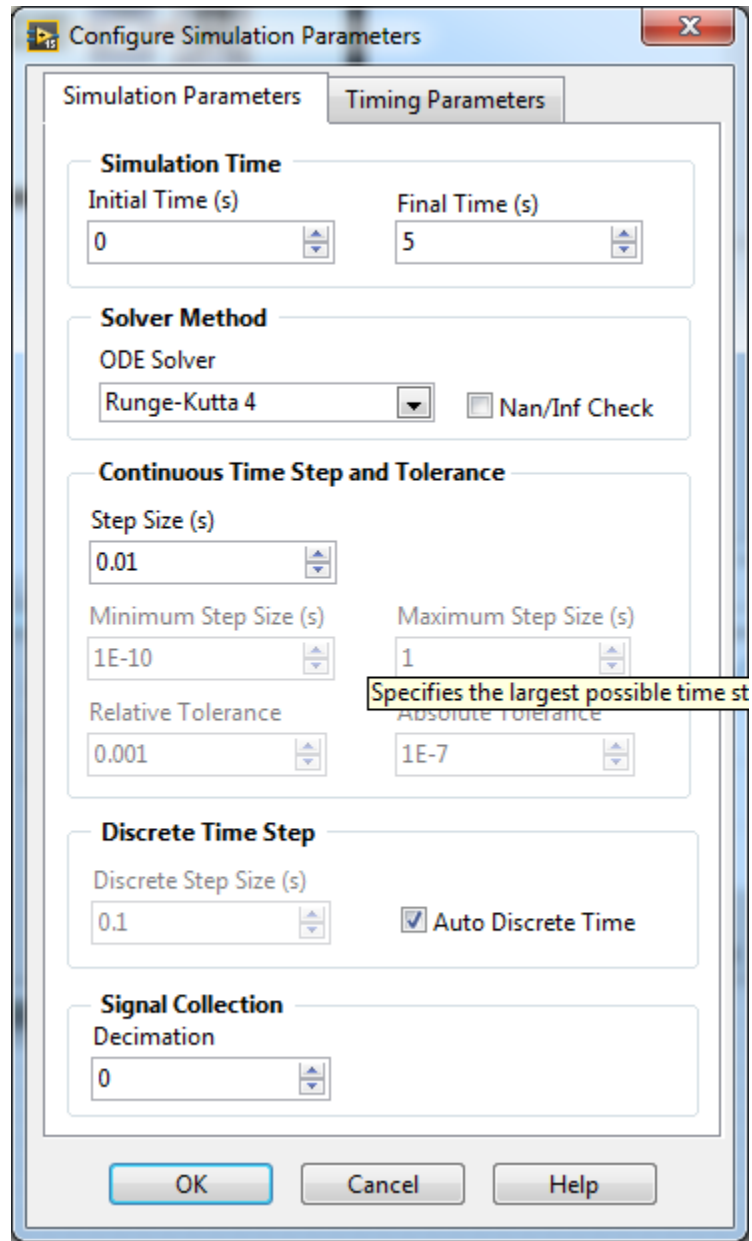 Configure Simulation Parameters
Simulation Parameters Timing Parameters
Simulation Time
Initial Time (s) Final Time (s)
0 5
Solver Method
ODE Solver
Runge-Kutta 4 Nan/Inf Check
Continuous Time Step and Tolerance
Step Size (s)
0.01
Minimum Step Size (s) Maximum Step Size (s)
1E-10 1
Specifies the largest possible time st
Relative Tolerance Absolute Tolerance
0.001 1E-7
Discrete Time Step
Discrete Step Size (s)
0.1 Auto Discrete Time
Signal Collection
Decimation
0
OK Cancel Help